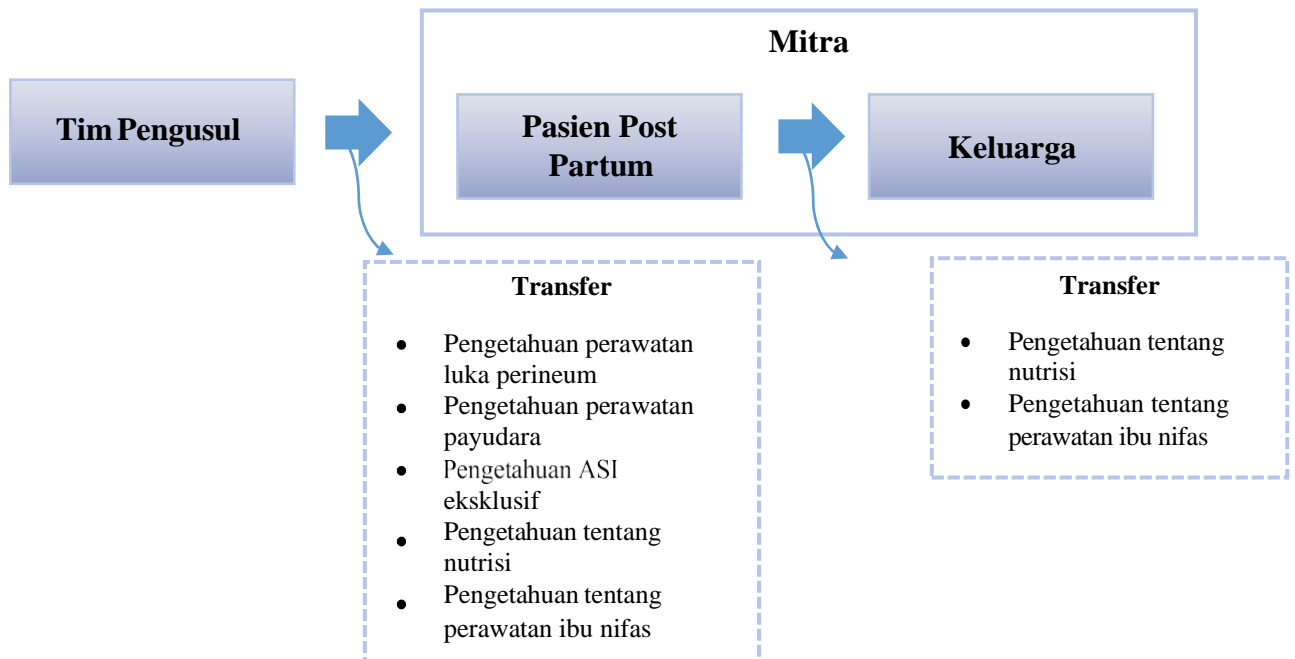 Mitra
Tim Pengusul
Pasien Post
Partum
Keluarga
Transfer
• Pengetahuan perawatan
luka perineum
• Pengetahuan perawatan
payudara
• Pengetahuan ASI
eksklusif
• Pengetahuan tentang
nutrisi
• Pengetahuan tentang
perawatan ibu nifas
Transfer
• Pengetahuan tentang
nutrisi
• Pengetahuan tentang
perawatan ibu nifas